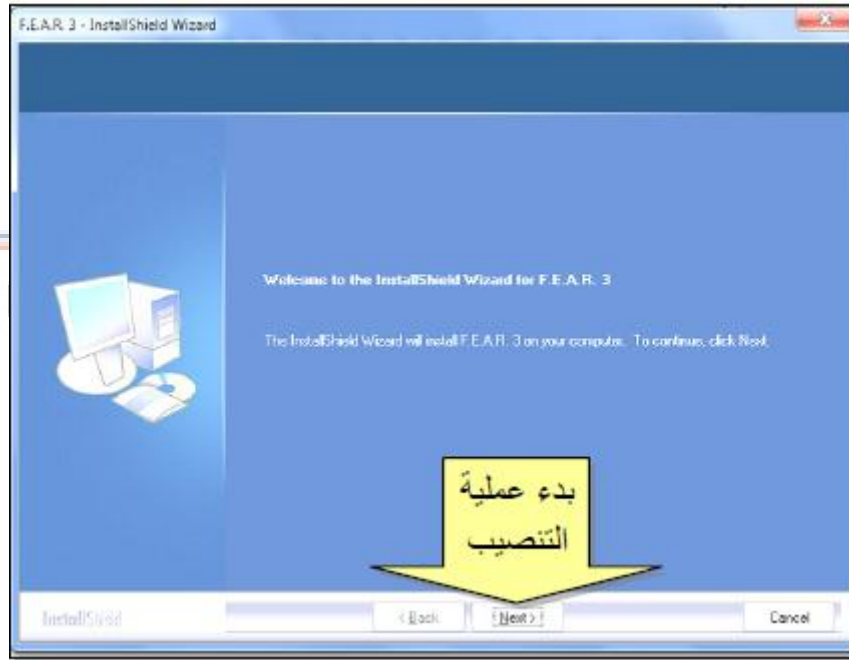 F.E.A.R. 3 - InstallShield Wizard
Welcome to the InstallShield Wizard for F.E.A.R. 3
The InstallShield Wizard will install F.E.A.R. 3 on your computer. To continue, click Next.
بدء عملية
التنصيب
InstallShield
< Back
Next >
Cancel